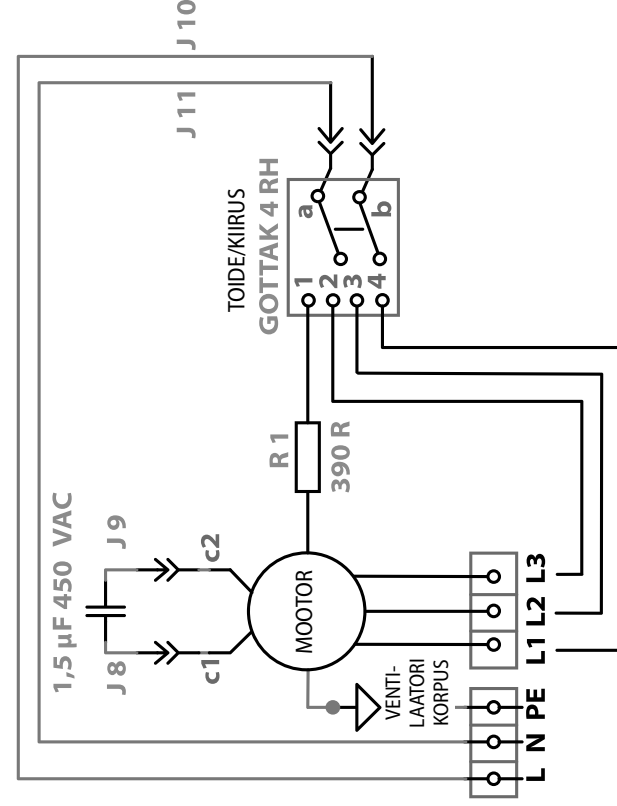 J 10
J 11
TOIDE/KIIRUS
GOTTAK 4 RH
a
b
1
2
3
4
R 1
390 R
1,5 µF 450 VAC
J 9
J 8
c2
c1
MOOTOR
VENTI-
LAATORI
KORPUS
L3
L2
L1
PE
N
L